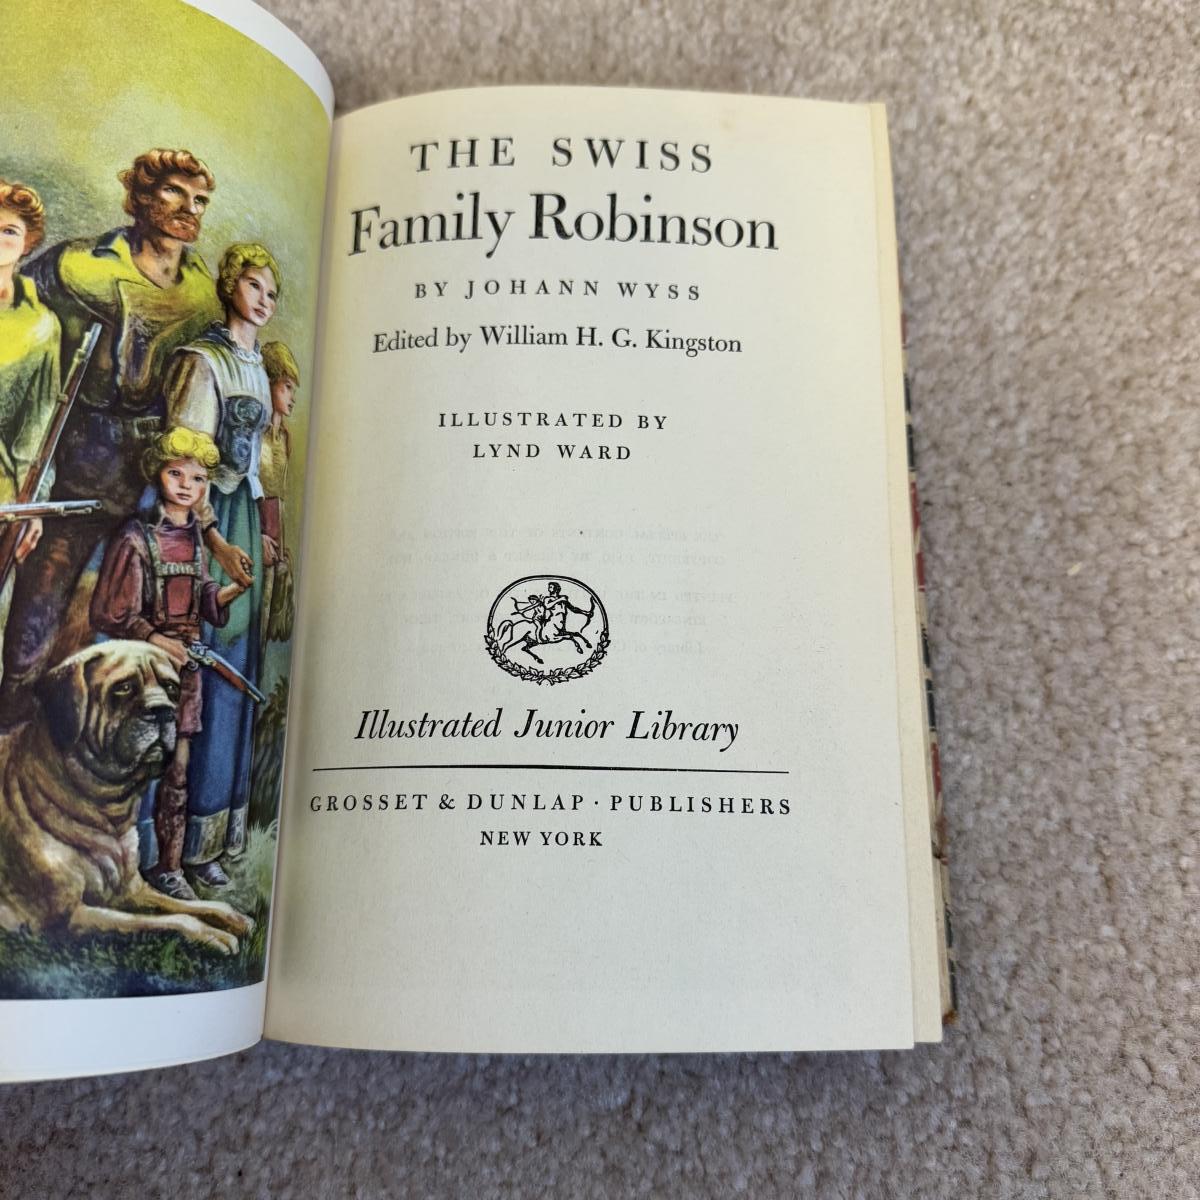 THE SWISS
Family Robinson
BY JOHANN WYSS
Edited by William H. G. Kingston
ILLUSTRATED BY
LYND WARD
Illustrated Junior Library
GROSSET & DUNLAP · PUBLISHERS
NEW YORK